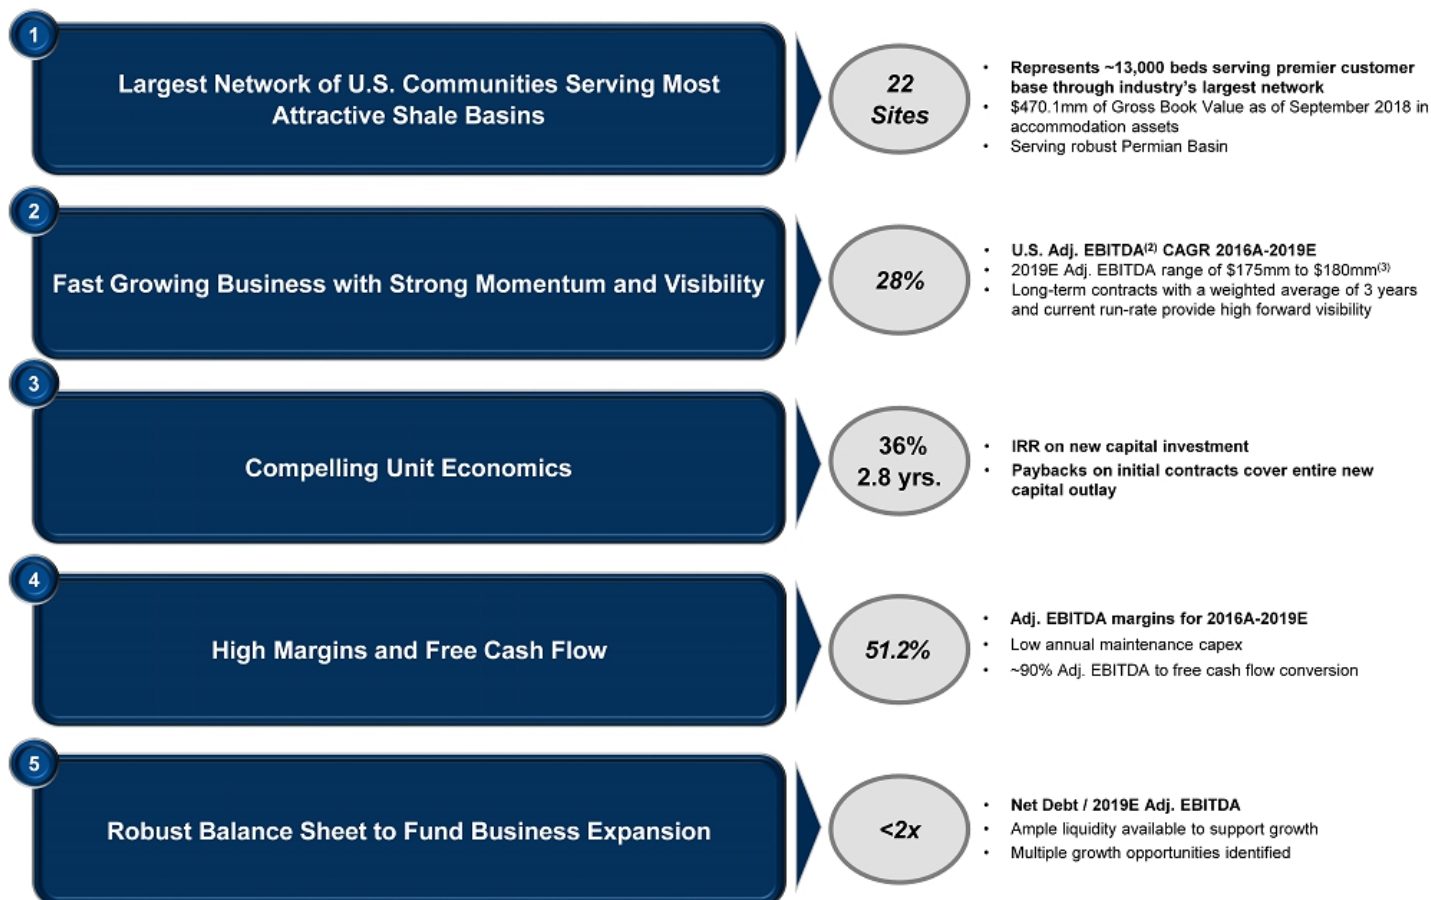 1
Largest Network of U.S. Communities Serving Most
Attractive Shale Basins
22
Sites
• Represents ~13,000 beds serving premier customer
base through industry's largest network
• $470.1mm of Gross Book Value as of September 2018 in
accommodation assets
• Serving robust Permian Basin
2
Fast Growing Business with Strong Momentum and Visibility
28%
• U.S. Adj. EBITDA(2) CAGR 2016A-2019E
• 2019E Adj. EBITDA range of $175mm to $180mm(3)
• Long-term contracts with a weighted average of 3 years
and current run-rate provide high forward visibility
3
Compelling Unit Economics
36%
2.8 yrs.
• IRR on new capital investment
• Paybacks on initial contracts cover entire new
capital outlay
4
High Margins and Free Cash Flow
51.2%
• Adj. EBITDA margins for 2016A-2019E
• Low annual maintenance capex
• ~90% Adj. EBITDA to free cash flow conversion
5
Robust Balance Sheet to Fund Business Expansion
<2x
• Net Debt / 2019E Adj. EBITDA
• Ample liquidity available to support growth
• Multiple growth opportunities identified